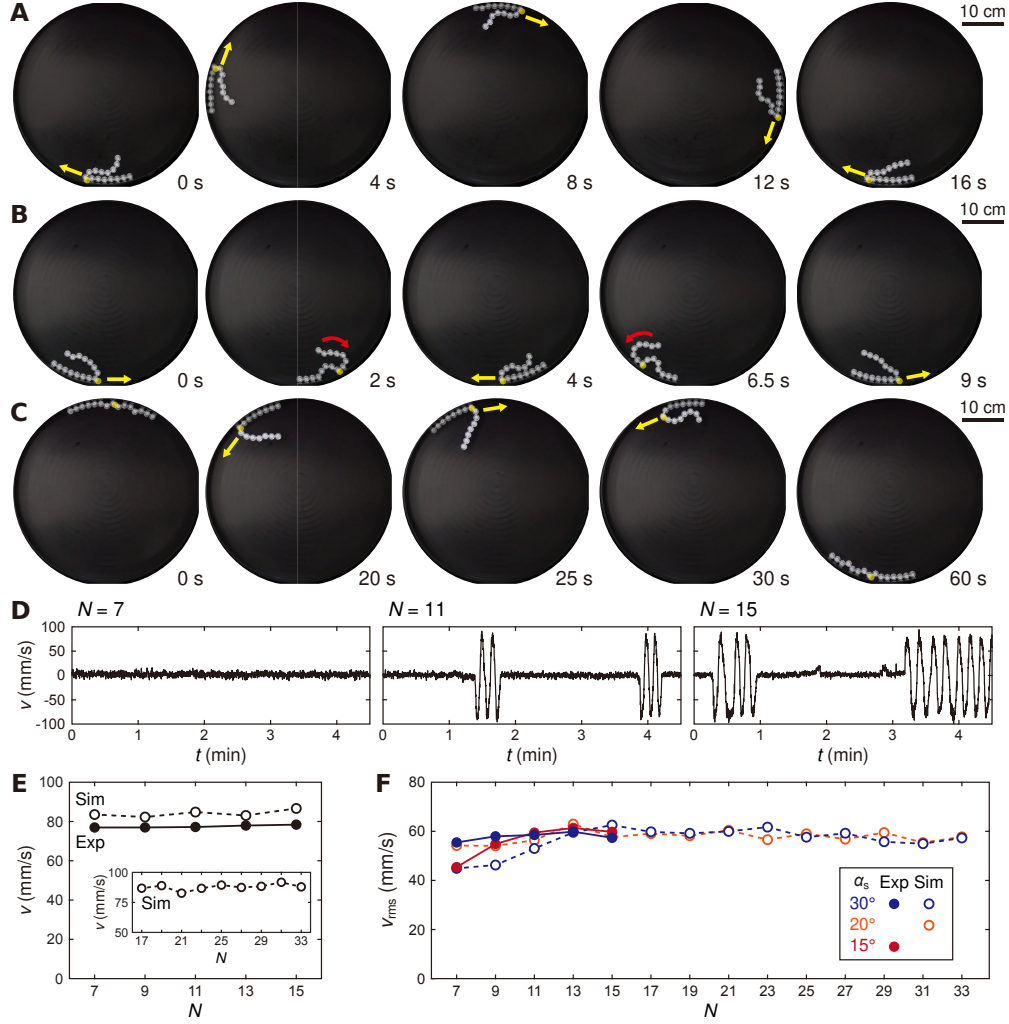 A
10 cm
0 s
4 s
8 s
12 s
16 s
B
10 cm
0 s
2 s
4 s
6.5 s
9 s
C
10 cm
0 s
20 s
25 s
30 s
60 s
D
N = 7
N = 11
N = 15
v (mm/s)
100
50
0
-50
-100
0 1 2 3 4
0 1 2 3 4
0 1 2 3 4
t (min)
t (min)
t (min)
E
v (mm/s)
100
80
60
40
20
0
Sim
Exp
v (mm/s)
100
75
50
Sim
17 21 25 29 33
N
7 9 11 13 15
N
F
v_rms (mm/s)
80
60
40
20
0
α_s Exp Sim
30°
20°
15°
7 9 11 13 15 17 19 21 23 25 27 29 31 33
N